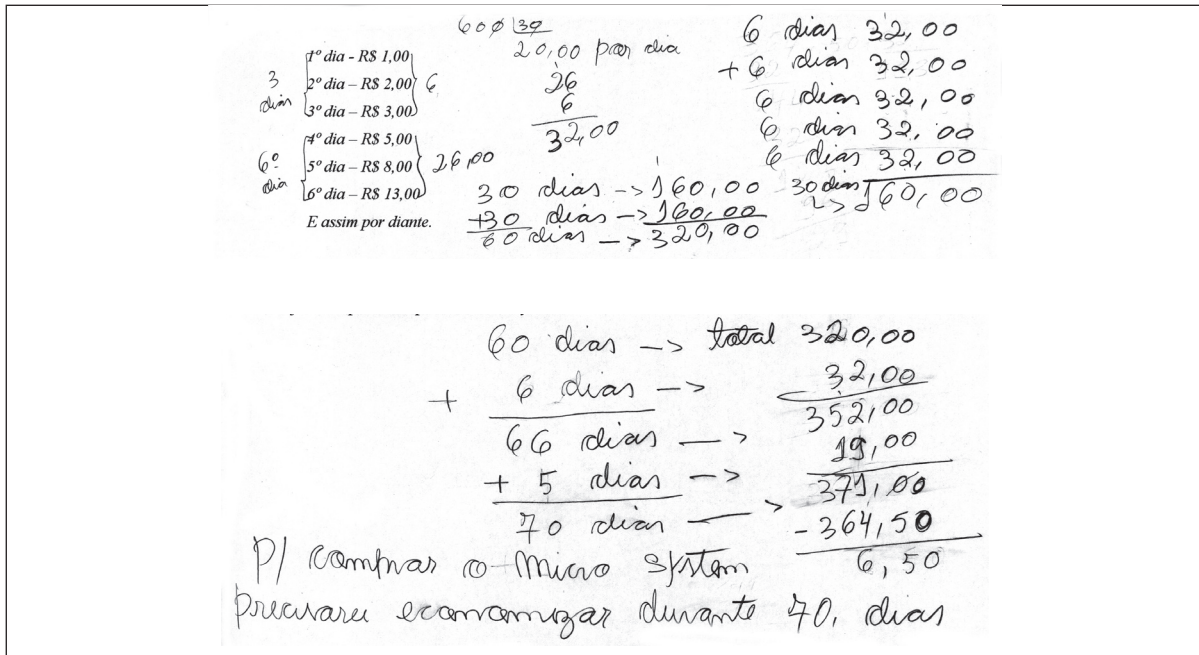 600 | 30
20,00 por dia
26
6
32,00
3 dias
1º dia - R$ 1,00
2º dia – R$ 2,00
3º dia – R$ 3,00
6
6º dia
4º dia – R$ 5,00
5º dia – R$ 8,00
6º dia – R$ 13,00
26,00
E assim por diante.
6 dias 32,00
+ 6 dias 32,00
6 dias 32,00
6 dias 32,00
6 dias 32,00
30 dias -> 160,00
30 dias -> 160,00
+30 dias -> 160,00
60 dias -> 320,00
60 dias -> total 320,00
+ 6 dias -> 32,00
352,00
66 dias -> 19,00
+ 5 dias -> 371,00
70 dias -> - 364,50
6,50
P/ comprar o Micro System
precisarei economizar durante 70, dias